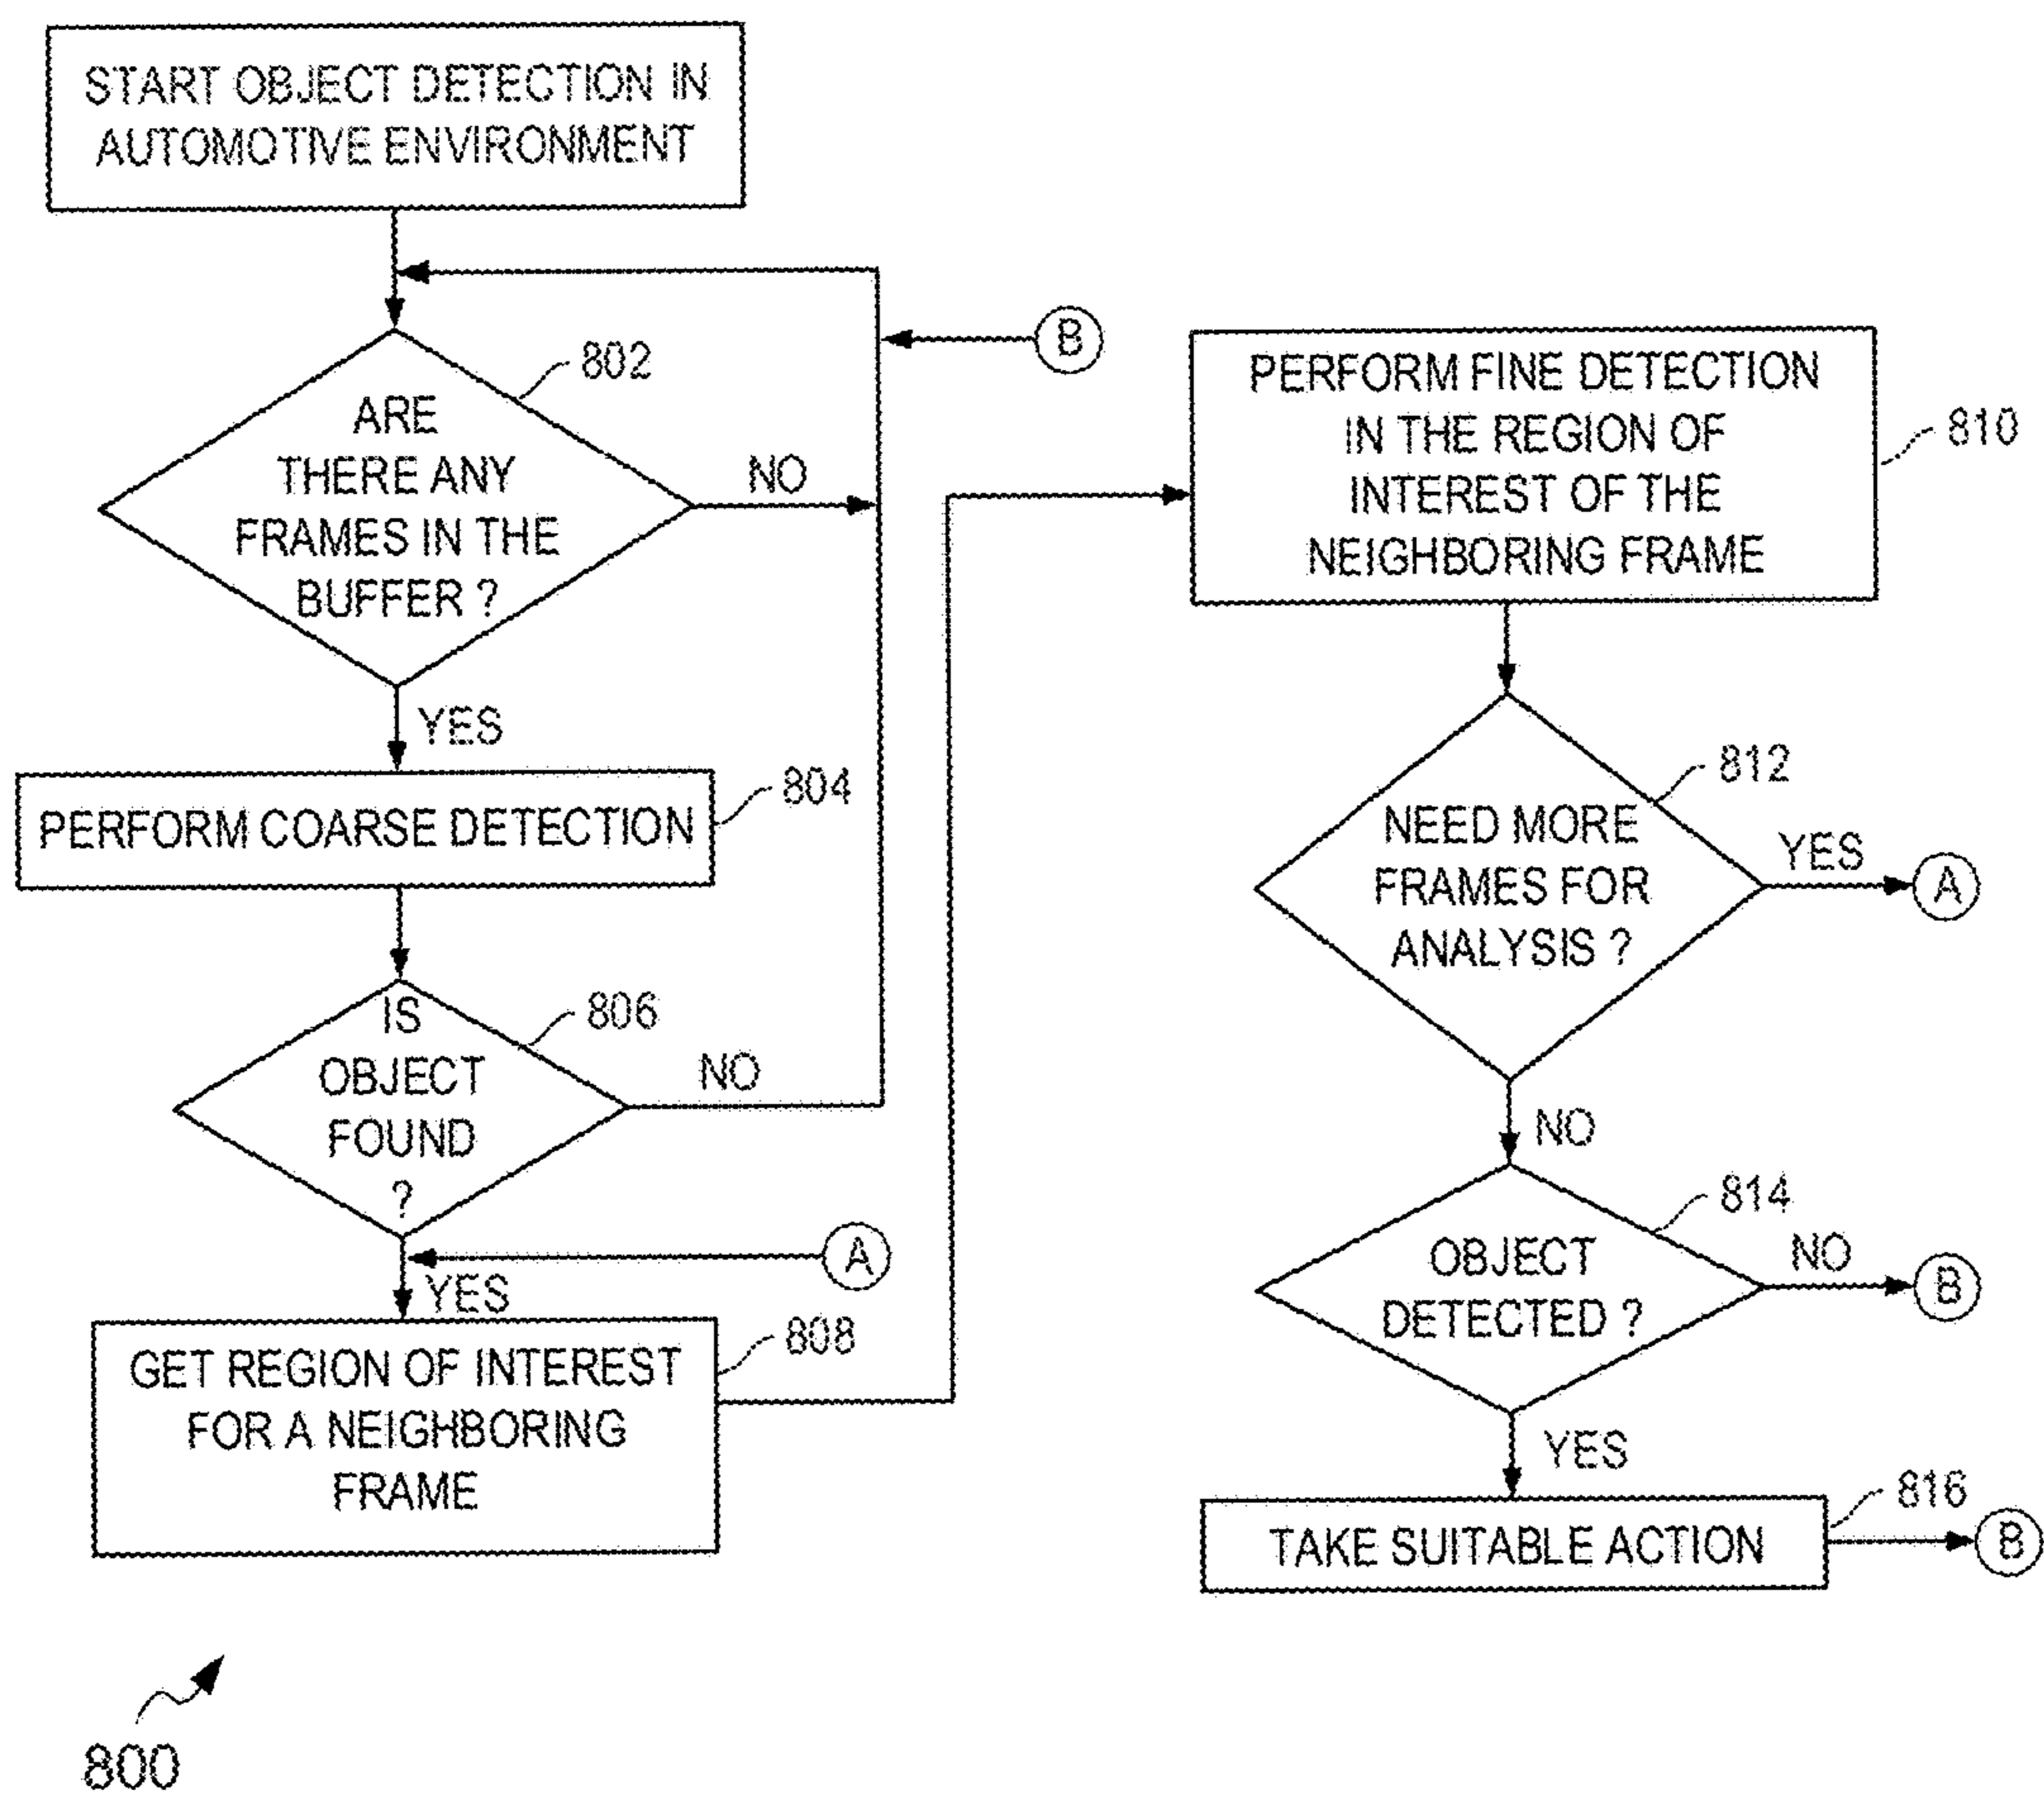 START OBJECT DETECTION IN
AUTOMOTIVE ENVIRONMENT
802
ARE
THERE ANY
FRAMES IN THE
BUFFER ?
NO
YES
B
804
PERFORM COARSE DETECTION
806
IS
OBJECT
FOUND
?
NO
A
YES
808
GET REGION OF INTEREST
FOR A NEIGHBORING
FRAME
810
PERFORM FINE DETECTION
IN THE REGION OF
INTEREST OF THE
NEIGHBORING FRAME
812
NEED MORE
FRAMES FOR
ANALYSIS ?
YES
A
NO
814
OBJECT
DETECTED ?
NO
B
YES
816
TAKE SUITABLE ACTION
B
800